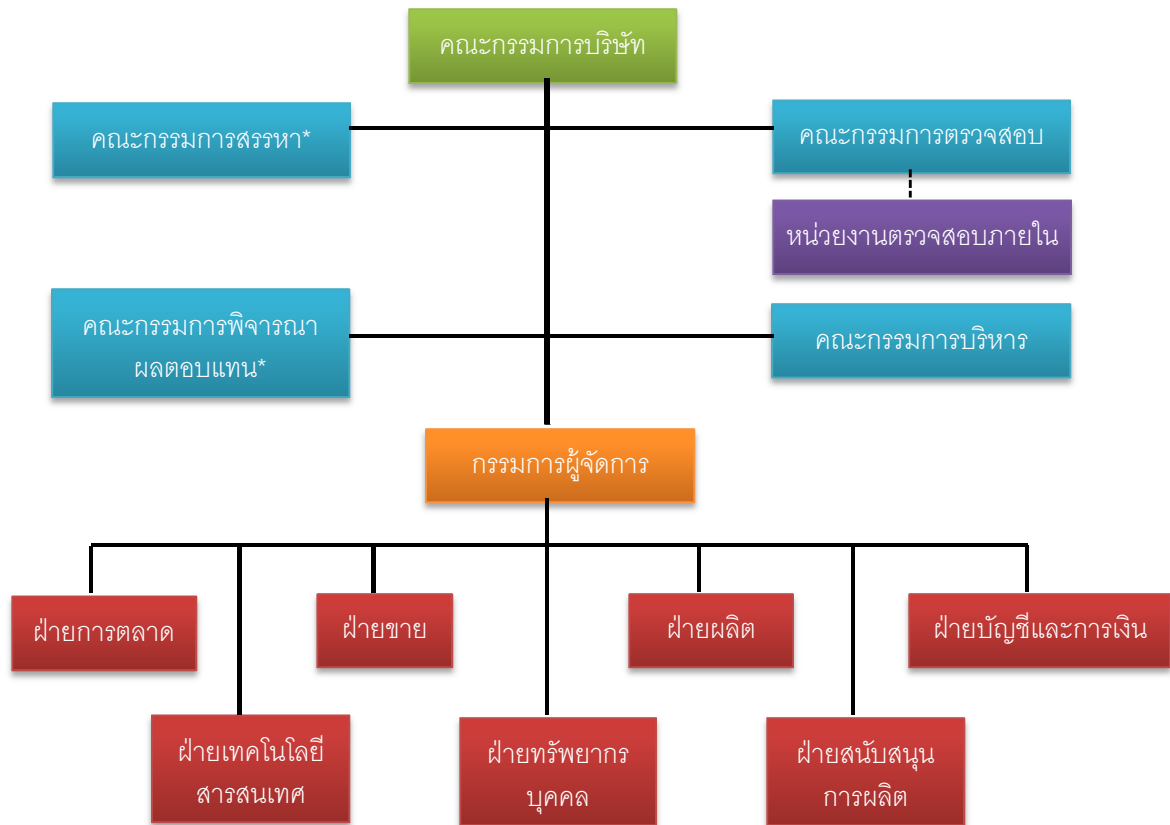 คณะกรรมการบริษัท
คณะกรรมการสรรหา*
คณะกรรมการตรวจสอบ
หน่วยงานตรวจสอบภายใน
คณะกรรมการพิจารณา
ผลตอบแทน*
คณะกรรมการบริหาร
กรรมการผู้จัดการ
ฝ่ายการตลาด
ฝ่ายขาย
ฝ่ายผลิต
ฝ่ายบัญชีและการเงิน
ฝ่ายเทคโนโลยี
สารสนเทศ
ฝ่ายทรัพยากร
บุคคล
ฝ่ายสนับสนุน
การผลิต